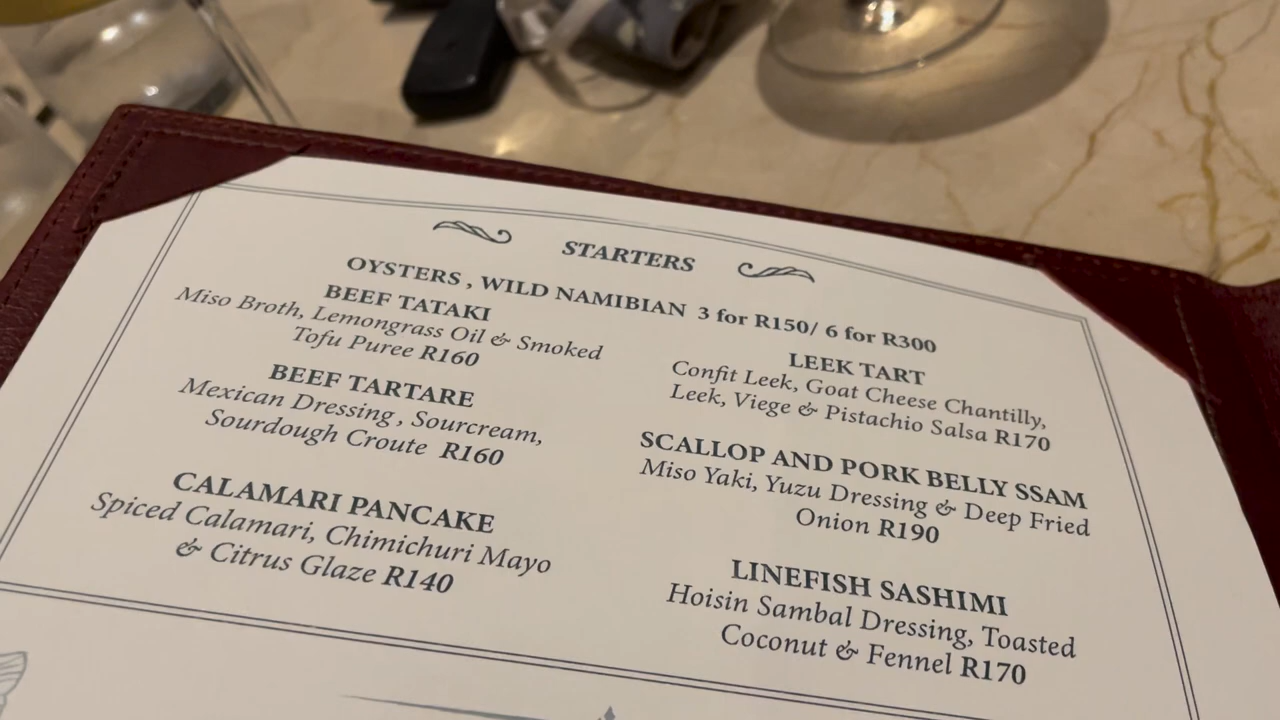 STARTERS
OYSTERS , WILD NAMIBIAN 3 for R150/ 6 for R300
BEEF TATAKI
Miso Broth, Lemongrass Oil & Smoked
Tofu Puree R160
BEEF TARTARE
Mexican Dressing , Sourcream,
Sourdough Croute R160
CALAMARI PANCAKE
Spiced Calamari, Chimichuri Mayo
& Citrus Glaze R140
LEEK TART
Confit Leek, Goat Cheese Chantilly,
Leek, Viege & Pistachio Salsa R170
SCALLOP AND PORK BELLY SSAM
Miso Yaki, Yuzu Dressing & Deep Fried
Onion R190
LINEFISH SASHIMI
Hoisin Sambal Dressing, Toasted
Coconut & Fennel R170